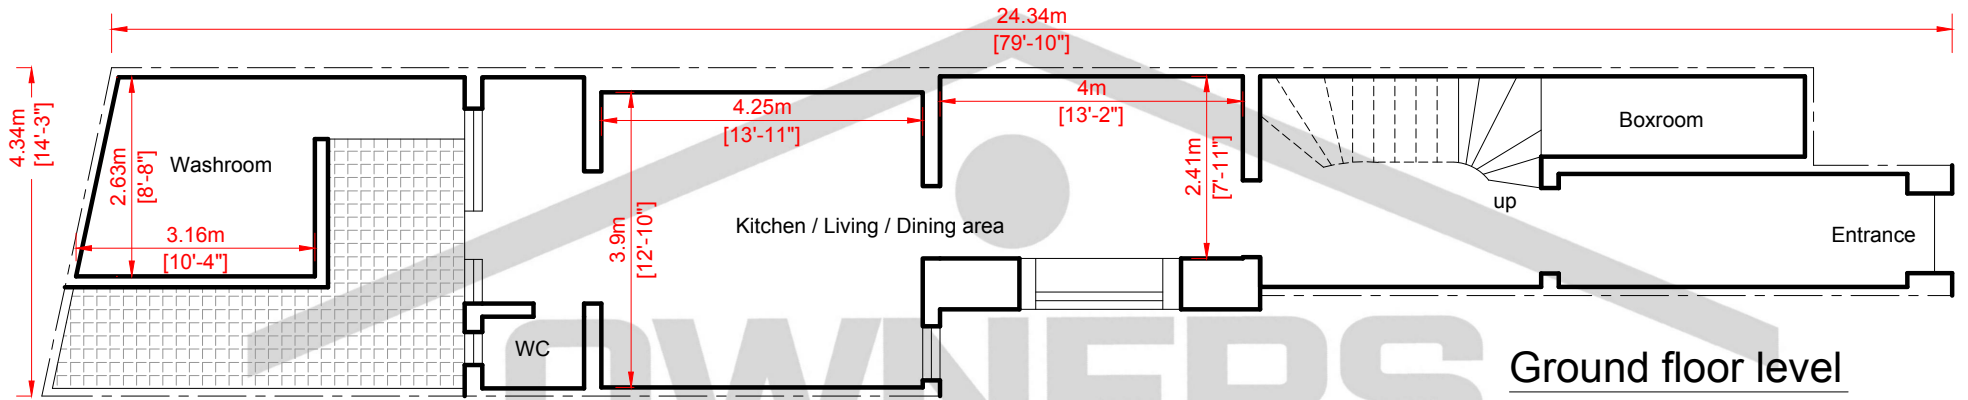 24.34m
[79'-10"]
4.34m
[14'-3"]
Washroom
2.63m
[8'-8"]
3.16m
[10'-4"]
4.25m
[13'-11"]
3.9m
[12'-10"]
Kitchen / Living / Dining area
4m
[13'-2"]
2.41m
[7'-11"]
up
Boxroom
Entrance
WC
OWNERS
Ground floor level